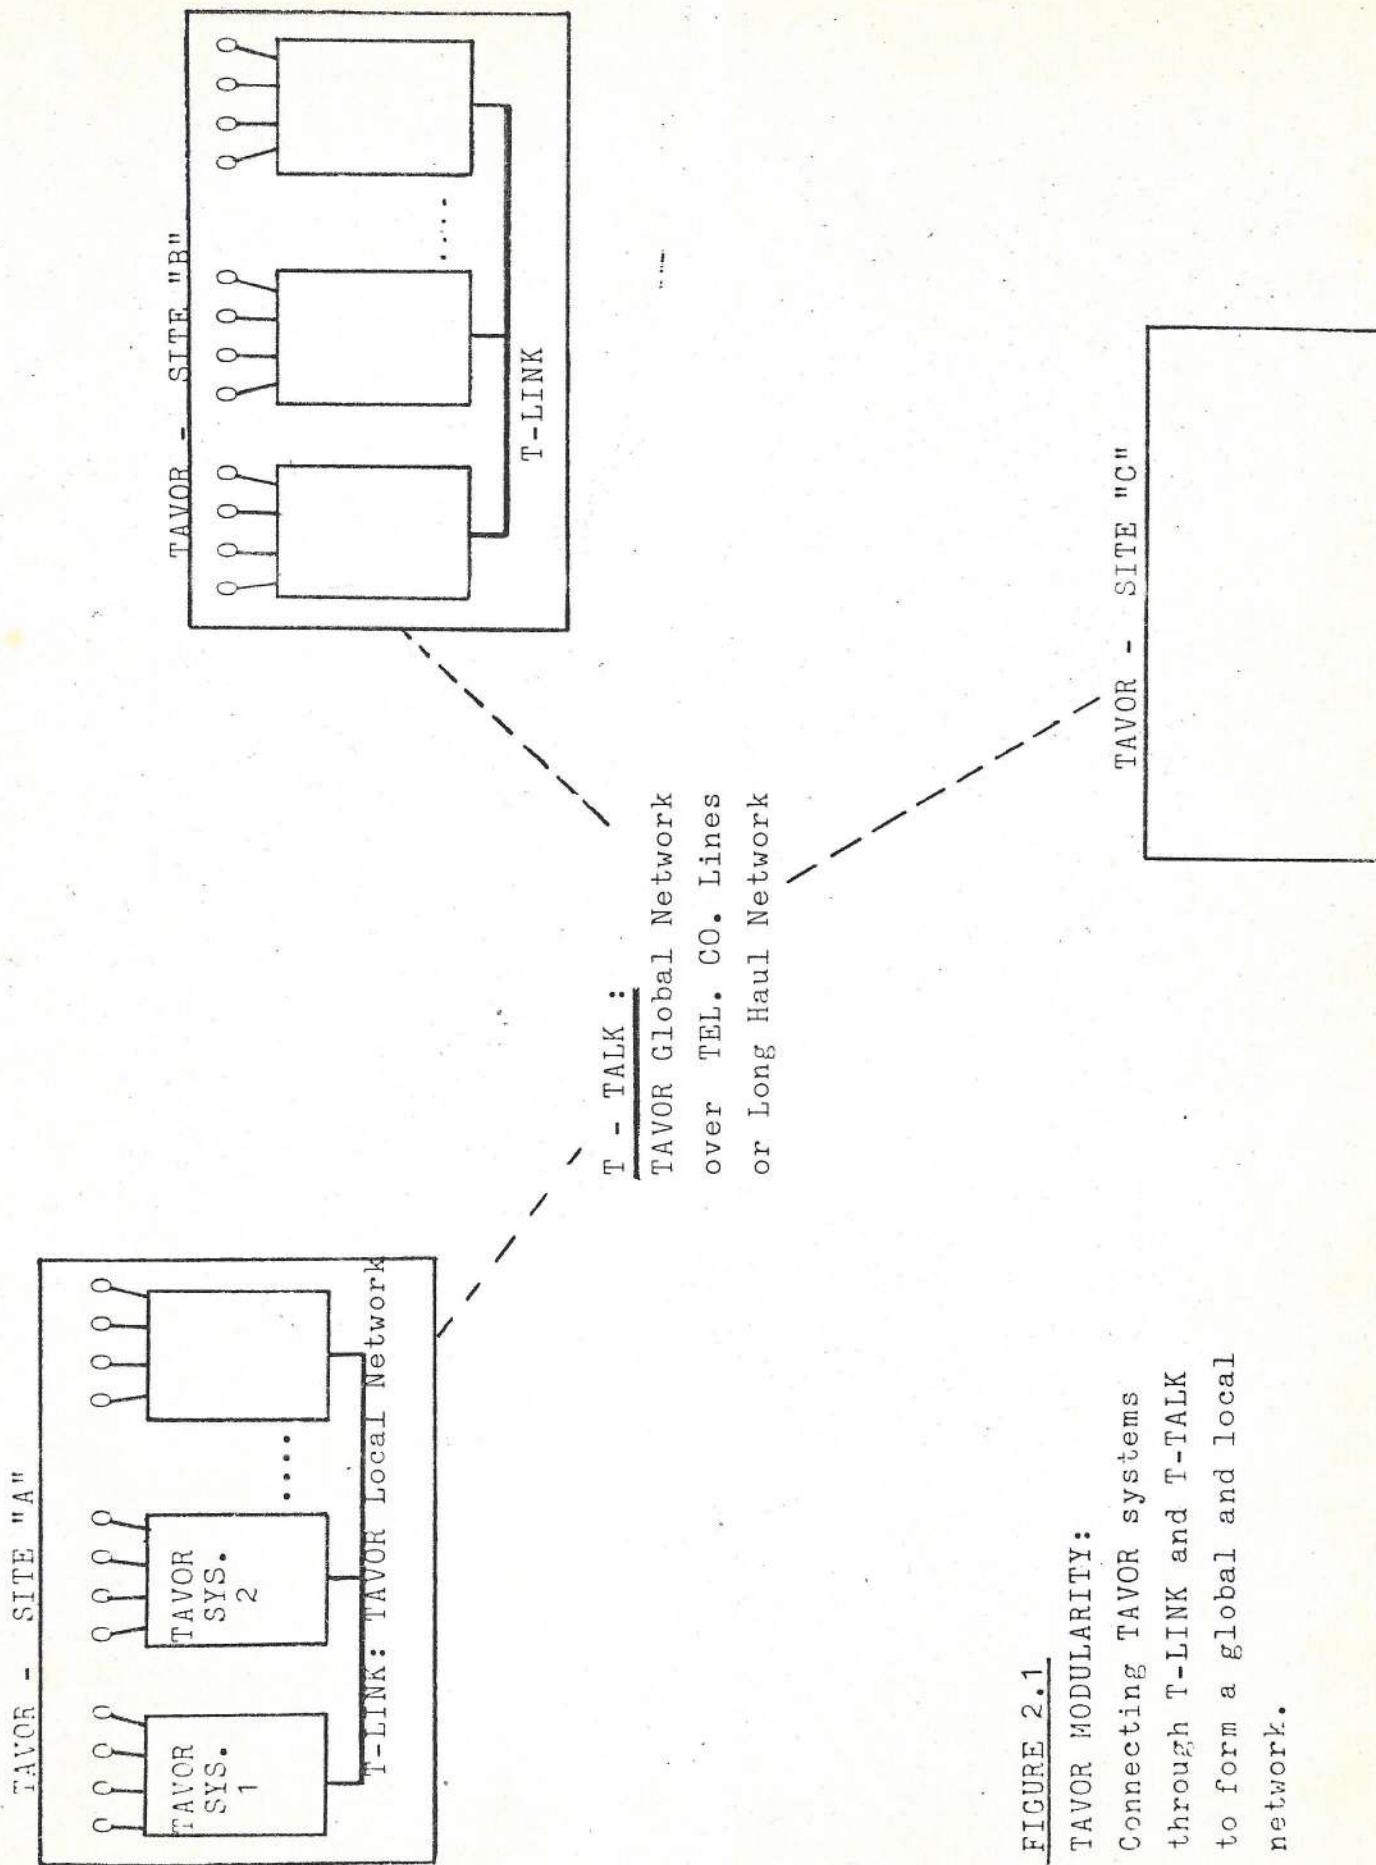 TAVOR - SITE "A"
TAVOR
SYS.
1
TAVOR
SYS.
2
.....
T-LINK: TAVOR Local Network
TAVOR - SITE "B"
.....
T-LINK
T - TALK :
TAVOR Global Network
over TEL. CO. Lines
or Long Haul Network
TAVOR - SITE "C"
FIGURE 2.1
TAVOR MODULARITY:
Connecting TAVOR systems
through T-LINK and T-TALK
to form a global and local
network.